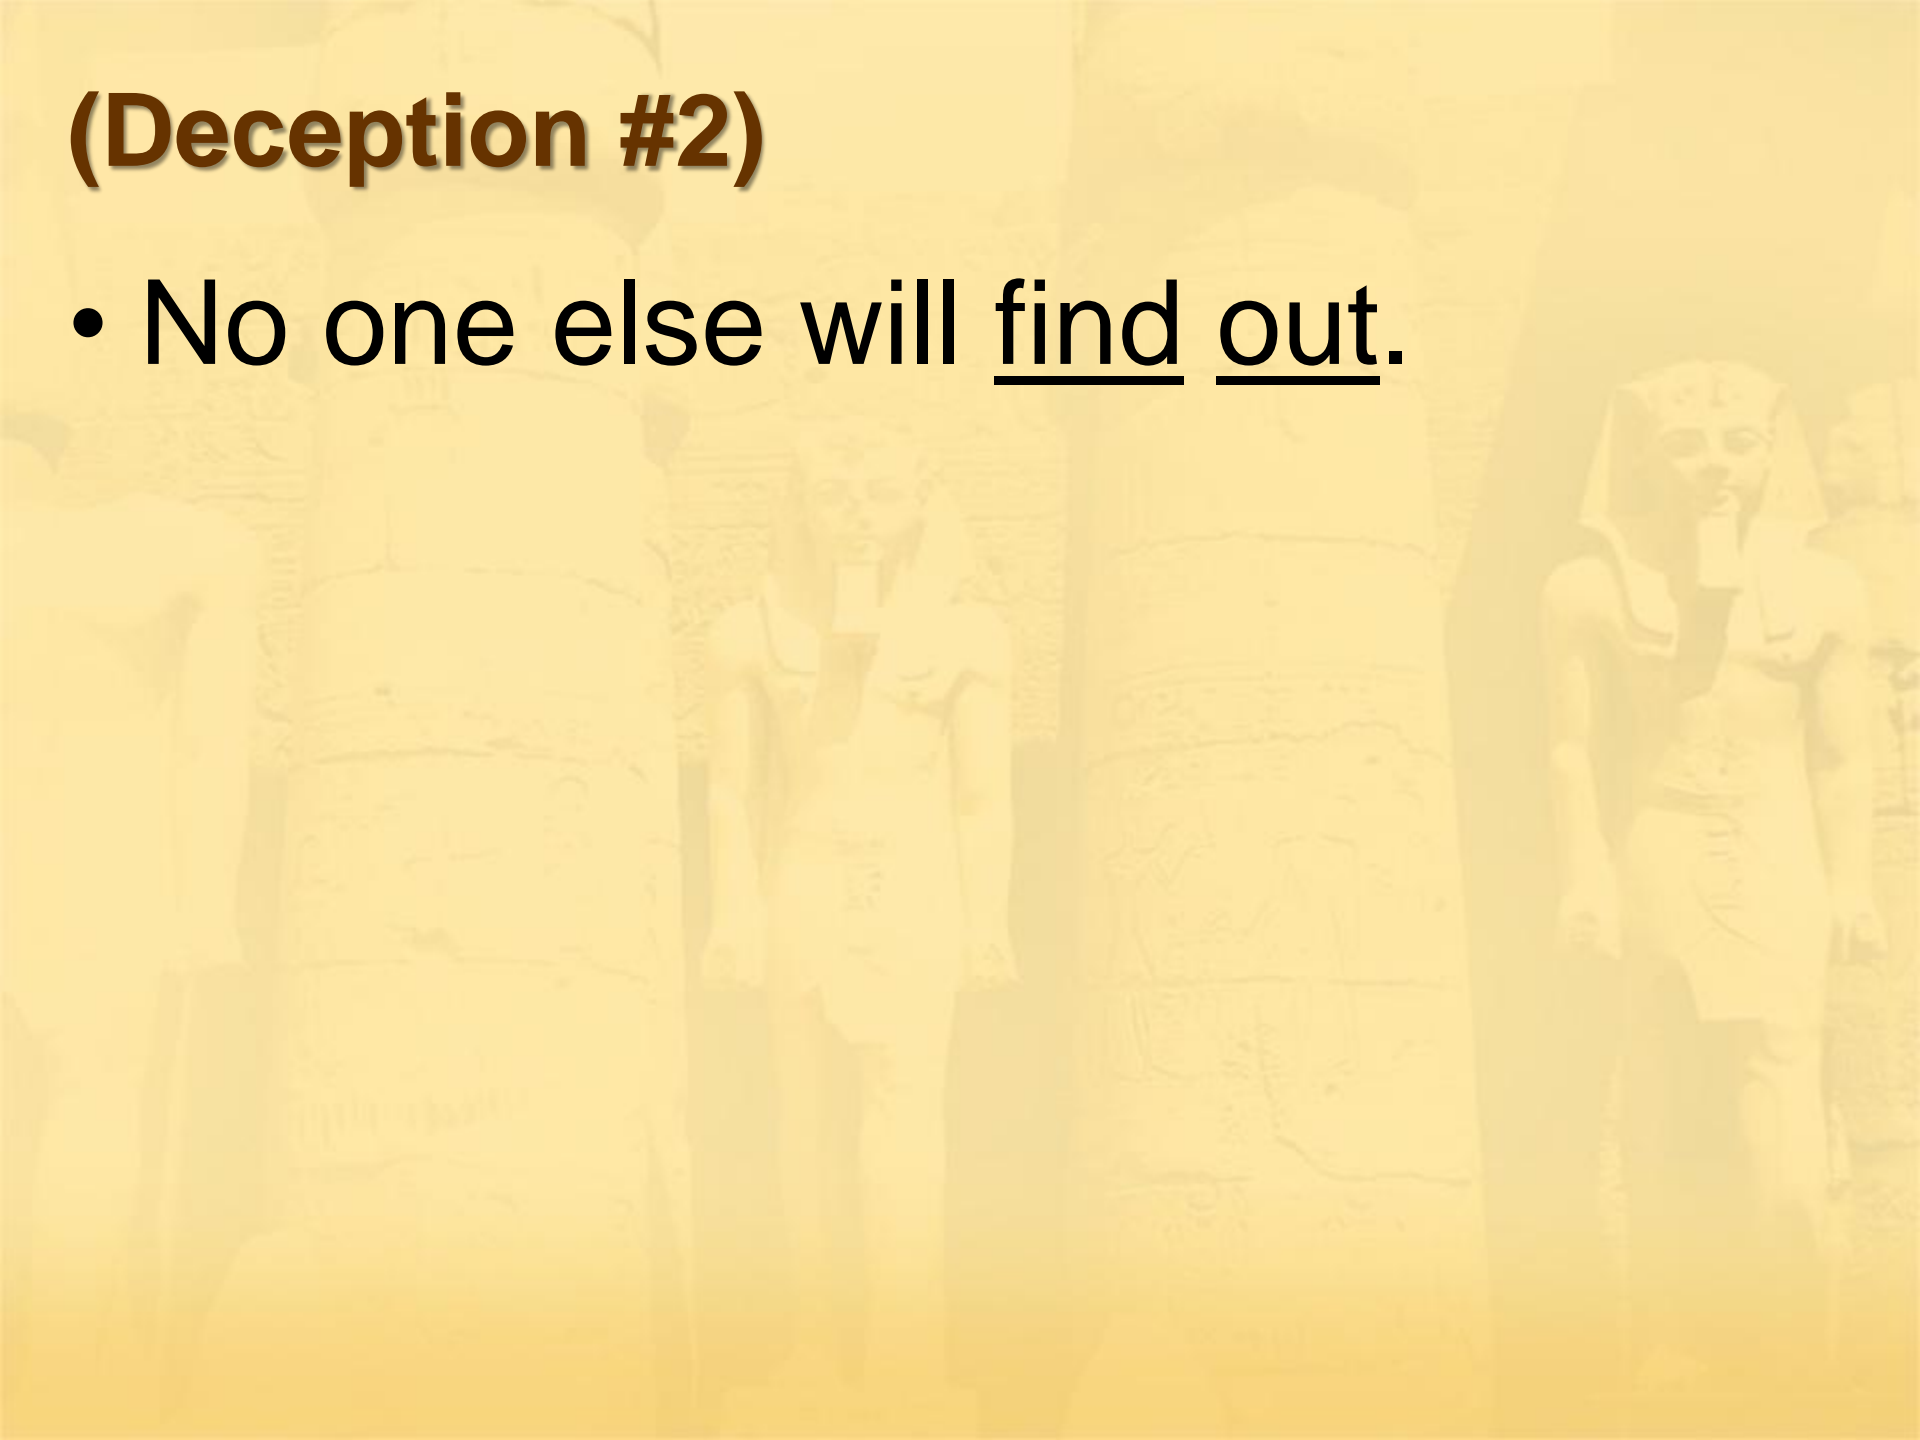 (Deception #2)
• No one else will find out.